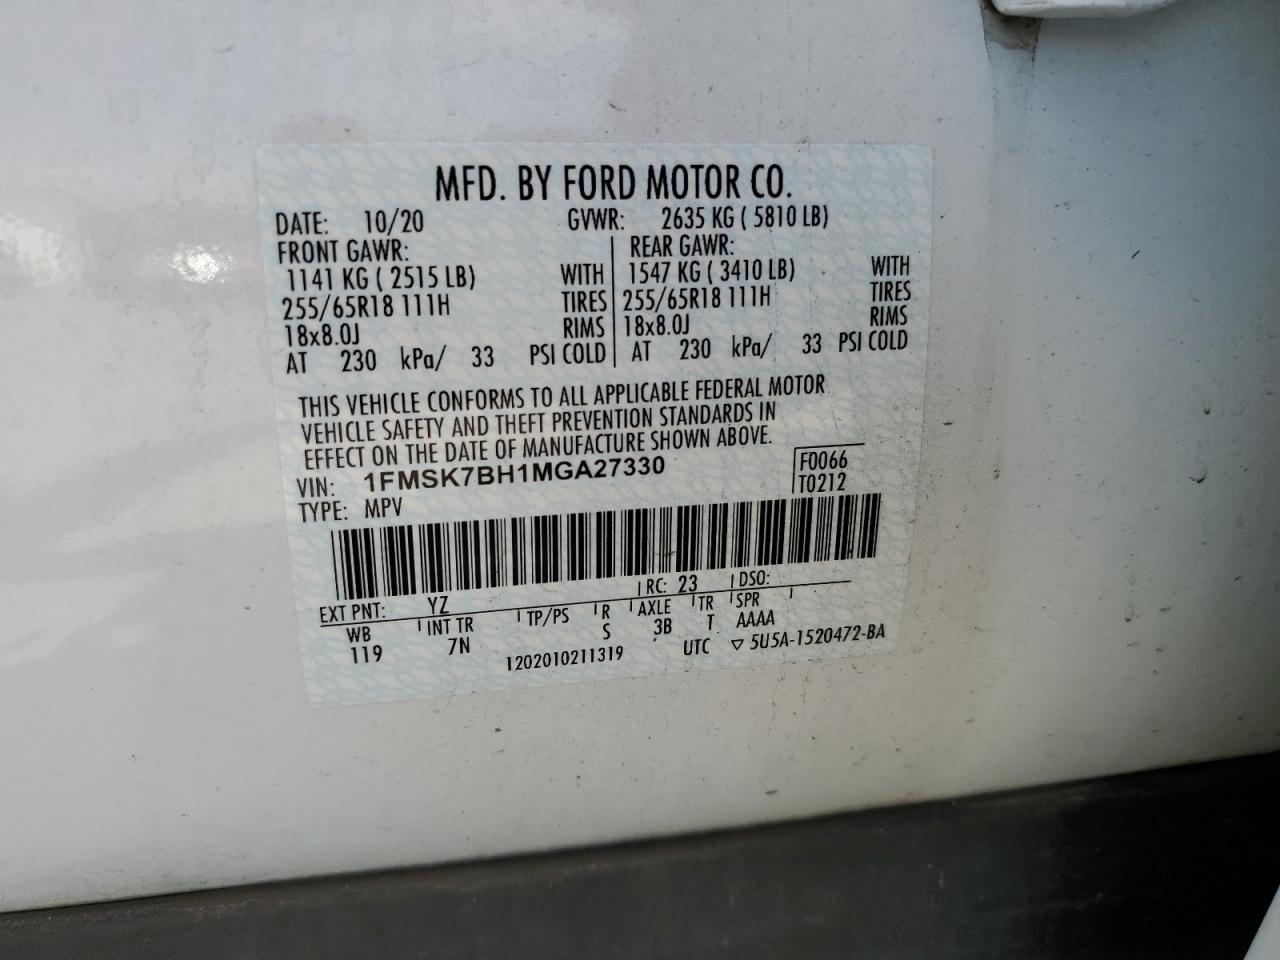 MFD. BY FORD MOTOR CO.
DATE: 10/20 GVWR: 2635 KG ( 5810 LB)
FRONT GAWR: REAR GAWR:
1141 KG ( 2515 LB) WITH 1547 KG ( 3410 LB) WITH
255/65R18 111H TIRES 255/65R18 111H TIRES
18x8.0J RIMS 18x8.0J RIMS
AT 230 kPa/ 33 PSI COLD AT 230 kPa/ 33 PSI COLD
THIS VEHICLE CONFORMS TO ALL APPLICABLE FEDERAL MOTOR
VEHICLE SAFETY AND THEFT PREVENTION STANDARDS IN
EFFECT ON THE DATE OF MANUFACTURE SHOWN ABOVE.
VIN: 1FMSK7BH1MGA27330 F0066
TYPE: MPV T0212
EXT PNT: YZ RC: 23 DSO:
WB INT TR TP/PS R AXLE TR SPR
119 7N S 3B T AAAA
1202010211319 UTC ▽ 5U5A-1520472-BA